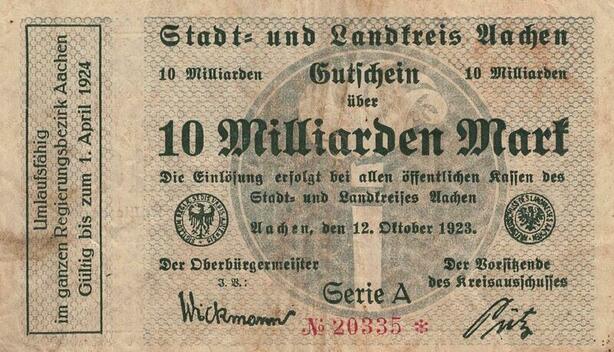 Umlaufsfähig
im ganzen Regierungsbezirk Aachen
Gültig bis zum 1. April 1924
Stadt- und Landkreis Aachen
10 Milliarden Gutschein 10 Milliarden
über
10 Milliarden Mark
Die Einlösung erfolgt bei allen öffentlichen Kassen des
Stadt- und Landkreises Aachen
Aachen, den 12. Oktober 1923.
Der Oberbürgermeister
J. V.:
Der Vorsitzende
des Kreisausschusses
Serie A
Wickmann
№ 20335 *